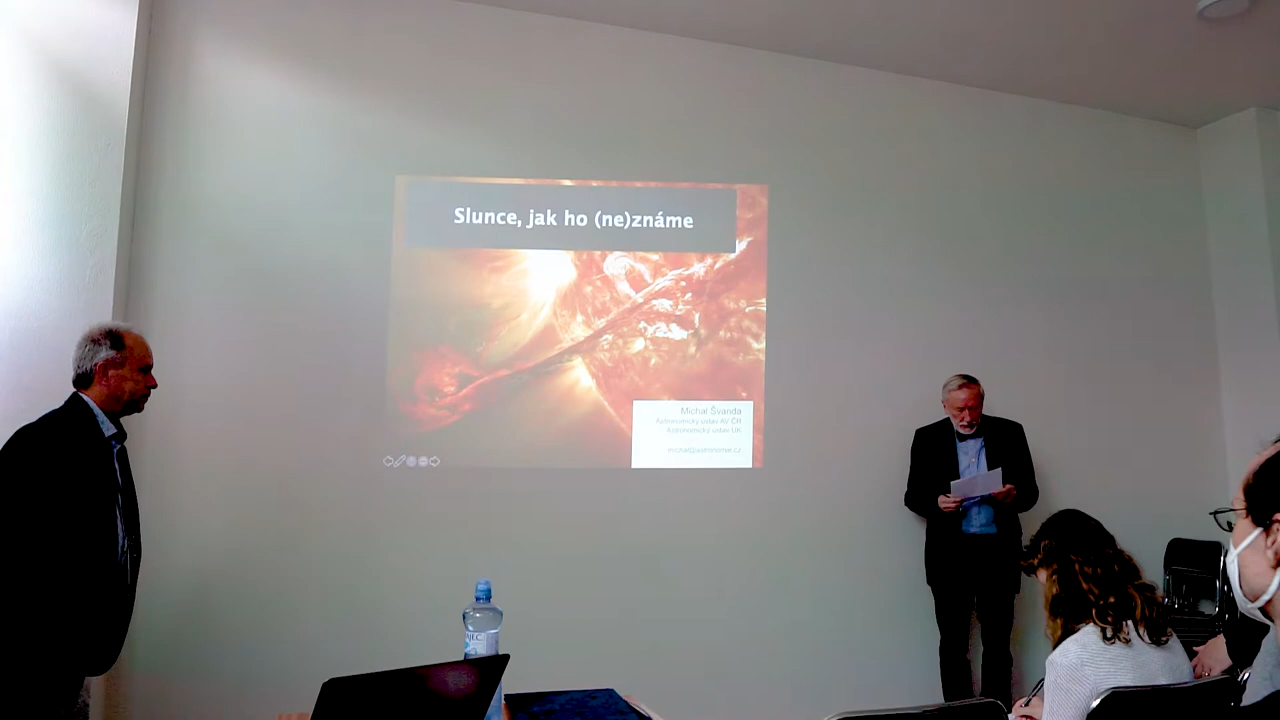 Slunce, jak ho (ne)známe
Michal Švanda
Astronomický ústav AV ČR
Astronomický ústav UK
michal@astronomie.cz